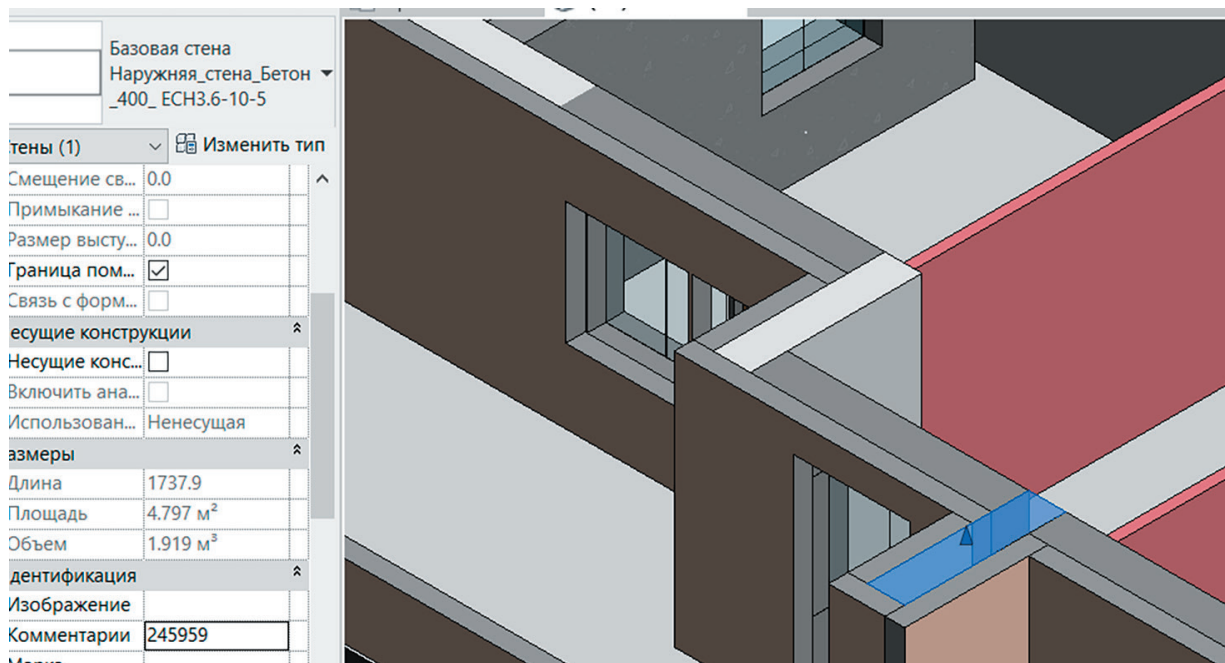 Базовая стена
Наружняя_стена_Бетон
_400_ ЕСН3.6-10-5
тены (1)
Изменить тип
Смещение св... 0.0
Примыкание ...
Размер высту... 0.0
Граница пом...
Связь с форм...
есущие конструкции
Несущие конс...
Включить ана...
Использован... Ненесущая
азмеры
Длина 1737.9
Площадь 4.797 м²
Объем 1.919 м³
дентификация
Изображение
Комментарии 245959